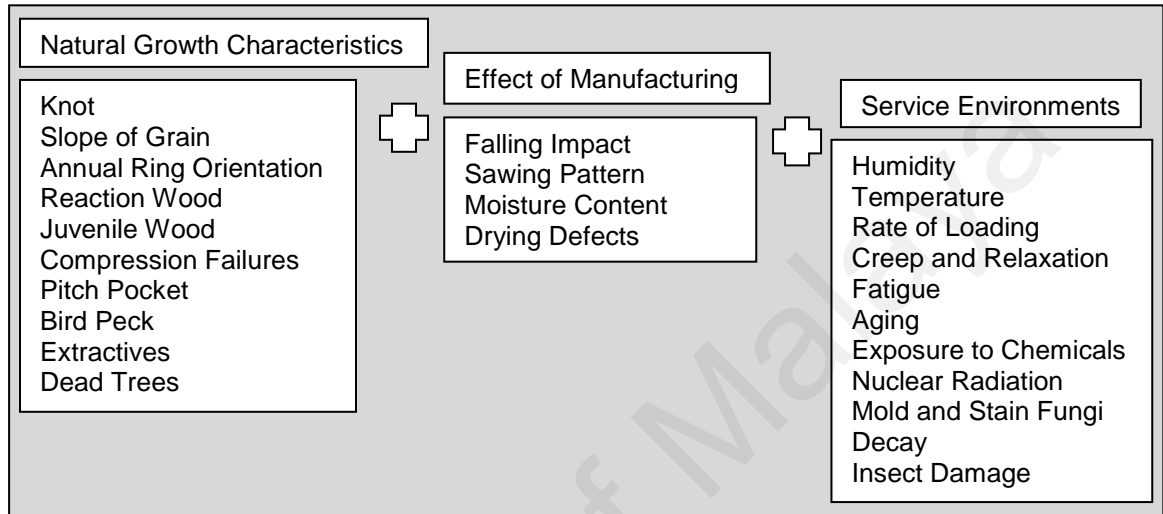 Natural Growth Characteristics
Knot
Slope of Grain
Annual Ring Orientation
Reaction Wood
Juvenile Wood
Compression Failures
Pitch Pocket
Bird Peck
Extractives
Dead Trees
Effect of Manufacturing
Falling Impact
Sawing Pattern
Moisture Content
Drying Defects
Service Environments
Humidity
Temperature
Rate of Loading
Creep and Relaxation
Fatigue
Aging
Exposure to Chemicals
Nuclear Radiation
Mold and Stain Fungi
Decay
Insect Damage
of Malaya